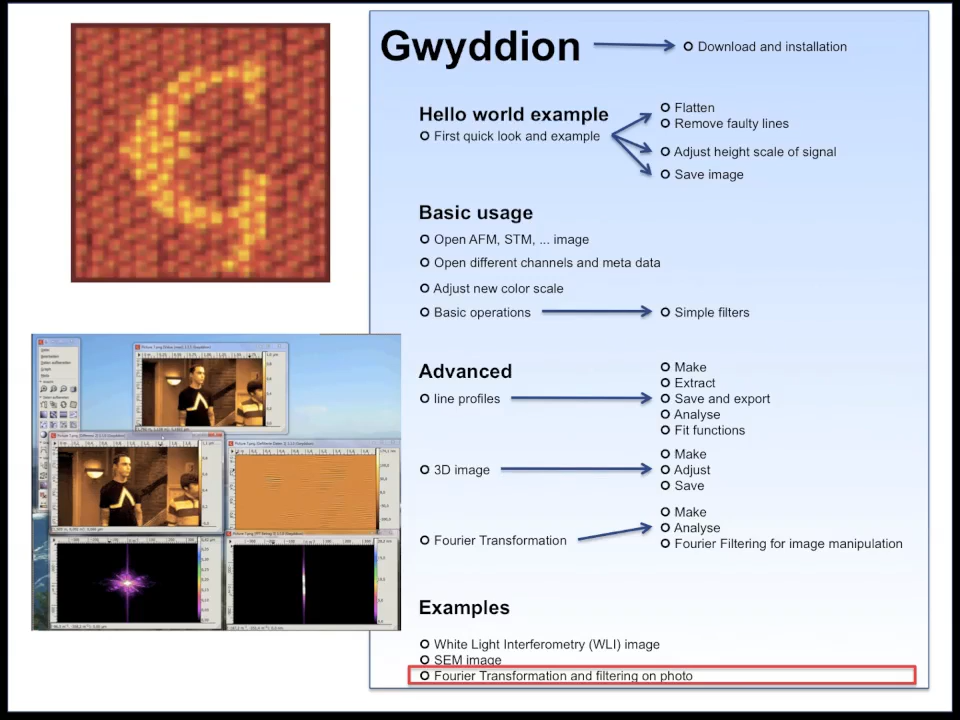 Gwyddion
Download and installation
Hello world example
First quick look and example
Flatten
Remove faulty lines
Adjust height scale of signal
Save image
Basic usage
Open AFM, STM, ... image
Open different channels and meta data
Adjust new color scale
Basic operations
Simple filters
Advanced
line profiles
Make
Extract
Save and export
Analyse
Fit functions
3D image
Make
Adjust
Save
Fourier Transformation
Make
Analyse
Fourier Filtering for image manipulation
Examples
White Light Interferometry (WLI) image
SEM image
Fourier Transformation and filtering on photo